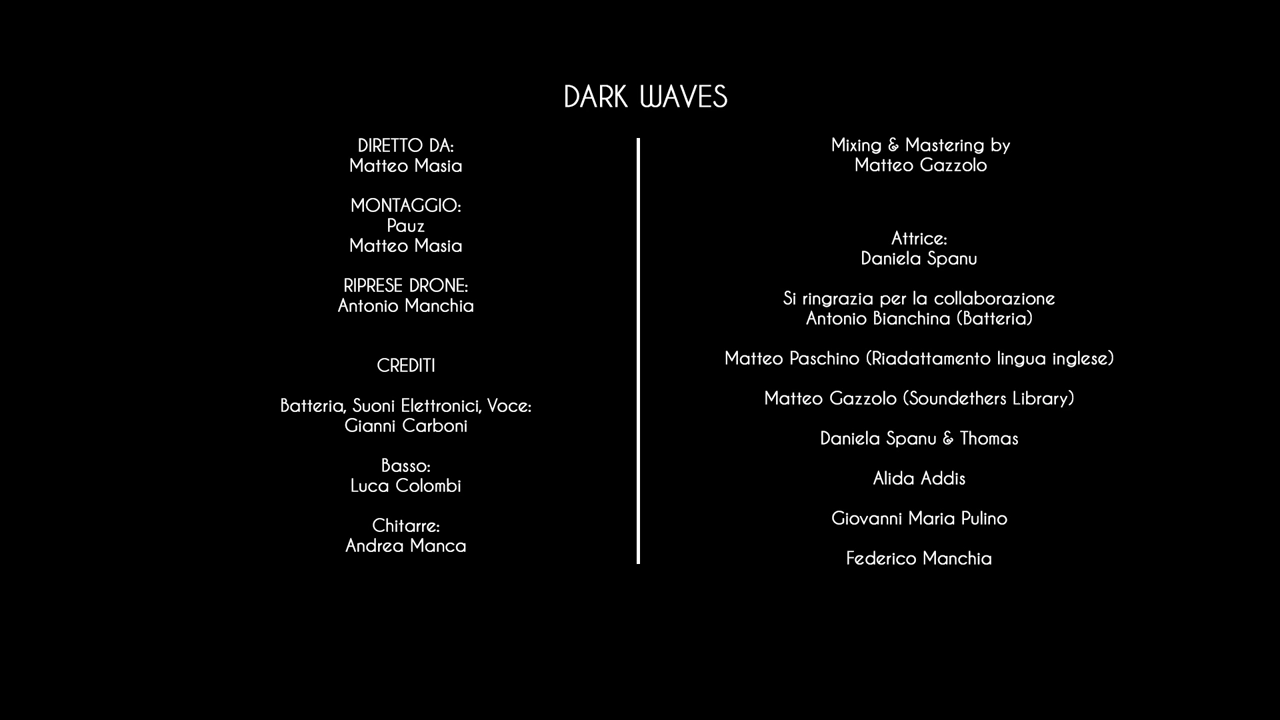 DARK WAVES
DIRETTO DA:
Matteo Masia
MONTAGGIO:
Pauz
Matteo Masia
RIPRESE DRONE:
Antonio Manchia
CREDITI
Batteria, Suoni Elettronici, Voce:
Gianni Carboni
Basso:
Luca Colombi
Chitarre:
Andrea Manca
Mixing & Mastering by
Matteo Gazzolo
Attrice:
Daniela Spanu
Si ringrazia per la collaborazione
Antonio Bianchina (Batteria)
Matteo Paschino (Riadattamento lingua inglese)
Matteo Gazzolo (Soundethers Library)
Daniela Spanu & Thomas
Alida Addis
Giovanni Maria Pulino
Federico Manchia